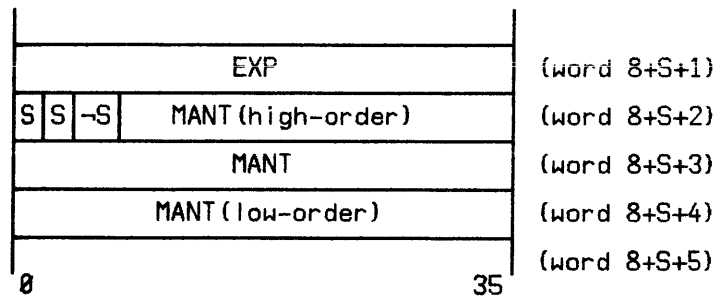 EXP (word 8+S+1)
S S ¬S MANT(high-order) (word 8+S+2)
MANT (word 8+S+3)
MANT(low-order) (word 8+S+4)
(word 8+S+5)
0 35